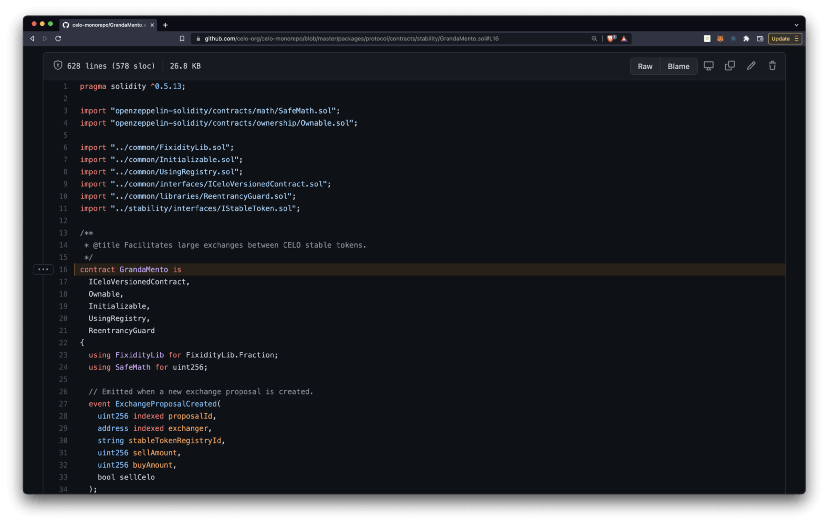 celo-monorepo/GrandaMento.s
github.com/celo-org/celo-monorepo/blob/master/packages/protocol/contracts/stability/GrandaMento.sol#L16
Update
628 lines (578 sloc) 26.8 KB
Raw Blame
1 pragma solidity ^0.5.13;
2
3 import "openzeppelin-solidity/contracts/math/SafeMath.sol";
4 import "openzeppelin-solidity/contracts/ownership/Ownable.sol";
5
6 import "../common/FixidityLib.sol";
7 import "../common/Initializable.sol";
8 import "../common/UsingRegistry.sol";
9 import "../common/interfaces/ICeloVersionedContract.sol";
10 import "../common/libraries/ReentrancyGuard.sol";
11 import "../stability/interfaces/IStableToken.sol";
12
13 /**
14 * @title Facilitates large exchanges between CELO stable tokens.
15 */
16 contract GrandaMento is
17 ICeloVersionedContract,
18 Ownable,
19 Initializable,
20 UsingRegistry,
21 ReentrancyGuard
22 {
23 using FixidityLib for FixidityLib.Fraction;
24 using SafeMath for uint256;
25
26 // Emitted when a new exchange proposal is created.
27 event ExchangeProposalCreated(
28 uint256 indexed proposalId,
29 address indexed exchanger,
30 string stableTokenRegistryId,
31 uint256 sellAmount,
32 uint256 buyAmount,
33 bool sellCelo
34 );